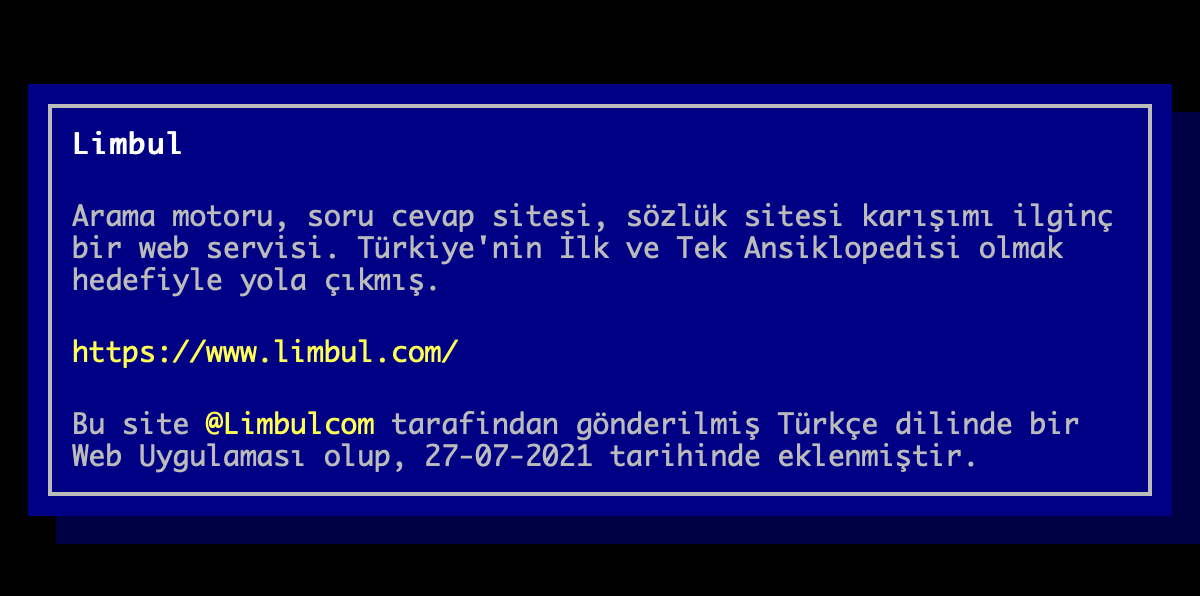 Limbul
Arama motoru, soru cevap sitesi, sözlük sitesi karışımı ilginç
bir web servisi. Türkiye'nin İlk ve Tek Ansiklopedisi olmak
hedefiyle yola çıkmış.
https://www.limbul.com/
Bu site @Limbulcom tarafından gönderilmiş Türkçe dilinde bir
Web Uygulaması olup, 27-07-2021 tarihinde eklenmiştir.